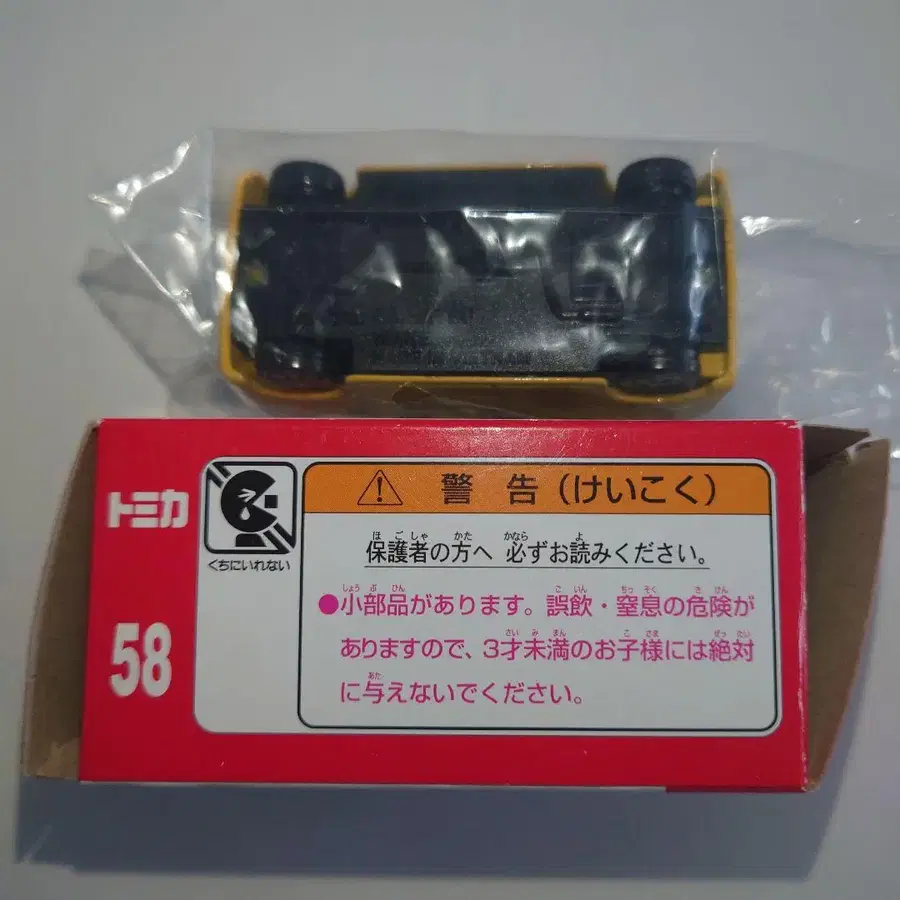 トミカ
58
くちにいれない
警告(けいこく)
保護者の方へ 必ずお読みください。
●小部品があります。誤飲・窒息の危険が
ありますので、3才未満のお子様には絶対
に与えないでください。